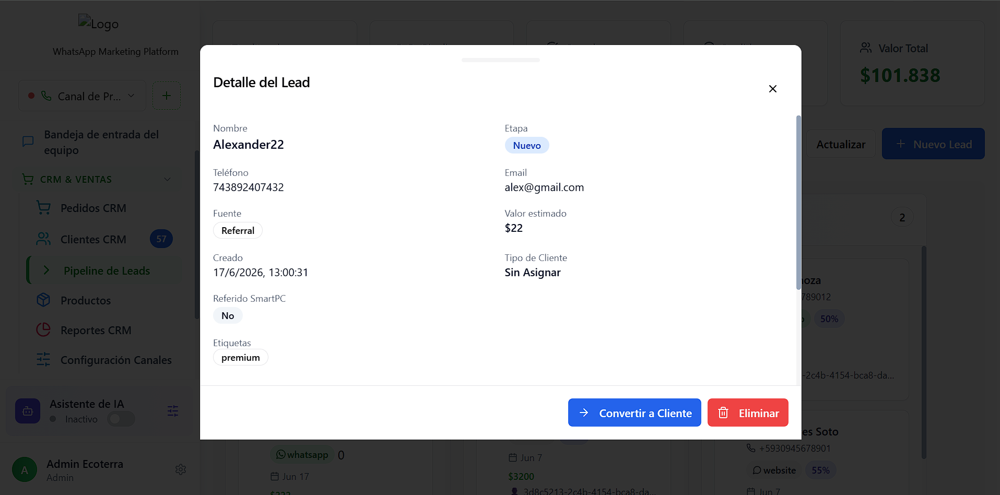 Logo
WhatsApp Marketing Platform
Canal de Pr...
Bandeja de entrada del
equipo
CRM & VENTAS
Pedidos CRM
Clientes CRM
57
Pipeline de Leads
Productos
Reportes CRM
Configuración Canales
Asistente de IA
Inactivo
A
Admin Ecoterra
Admin
Valor Total
$101.838
Actualizar
Nuevo Lead
Detalle del Lead
Nombre
Alexander22
Etapa
Nuevo
Teléfono
743892407432
Email
alex@gmail.com
Fuente
Referral
Valor estimado
$22
Creado
17/6/2026, 13:00:31
Tipo de Cliente
Sin Asignar
Referido SmartPC
No
Etiquetas
premium
Convertir a Cliente
Eliminar
2
oza
789012
50%
-2c4b-4154-bca8-da...
es Soto
+5930945678901
website
55%
Jun 7
whatsapp
0
Jun 17
Jun 7
$3200
3d8c5213-2c4b-4154-bca8-da...